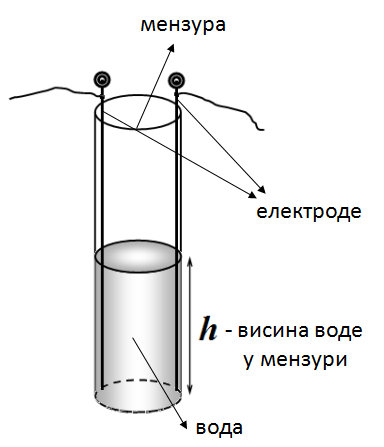 мензура
електроде
h - висина воде
у мензури
вода